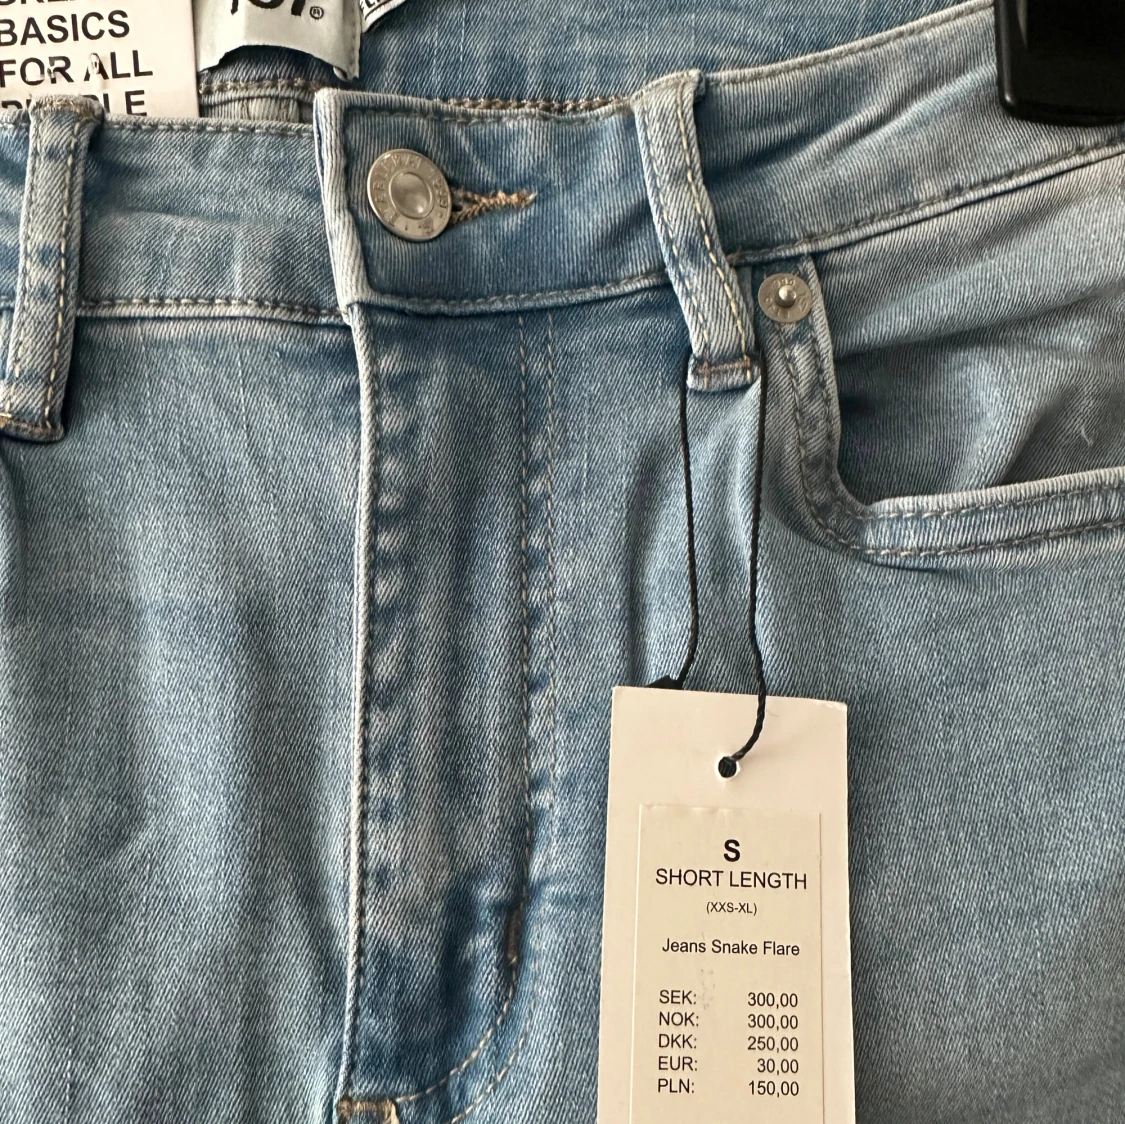 BASICS
FOR ALL
S
SHORT LENGTH
(XXS-XL)
Jeans Snake Flare
SEK: 300,00
NOK: 300,00
DKK: 250,00
EUR: 30,00
PLN: 150,00